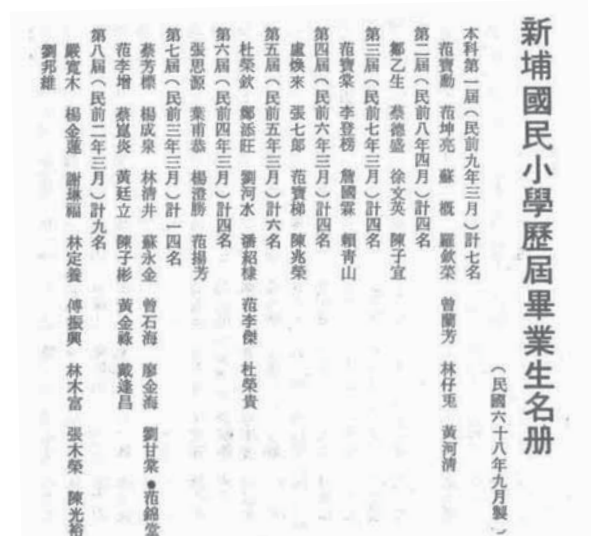 新埔國民小學歷屆畢業生名册
（民國六十八年九月製）
本科第一屆（民前九年三月）計七名
范寶勳 范坤亮 蘇概 羅欽榮 曾蘭芳 林仔兎 黃河清
第二屆（民前八年四月）計四名
鄒乙生 蔡德盛 徐文英 陳子宜
第三屆（民前七年三月）計四名
范寶棠 李登榜 詹國霖 賴青山
第四屆（民前六年三月）計四名
盧煥來 張七郎 范寶梯 陳兆榮
第五屆（民前五年三月）計六名
杜榮欽 鄭添旺 劉河水 潘紹棣 范李傑 杜榮貴
第六屆（民前四年三月）計四名
張思源 葉甫恭 楊澄勝 范揚芳
第七屆（民前三年三月）計一四名
蔡芳標 楊成泉 林清井 蘇永金 曾石海 廖金海 劉甘棠●范錦堂
范李增 蔡崑炎 黃廷立 陳子彬 黃金祿 戴逢昌
第八屆（民前二年三月）計九名
嚴寬木 楊金蓮 謝琳福 林定養 傅振興 林木富 張木榮 陳光裕
劉邦維